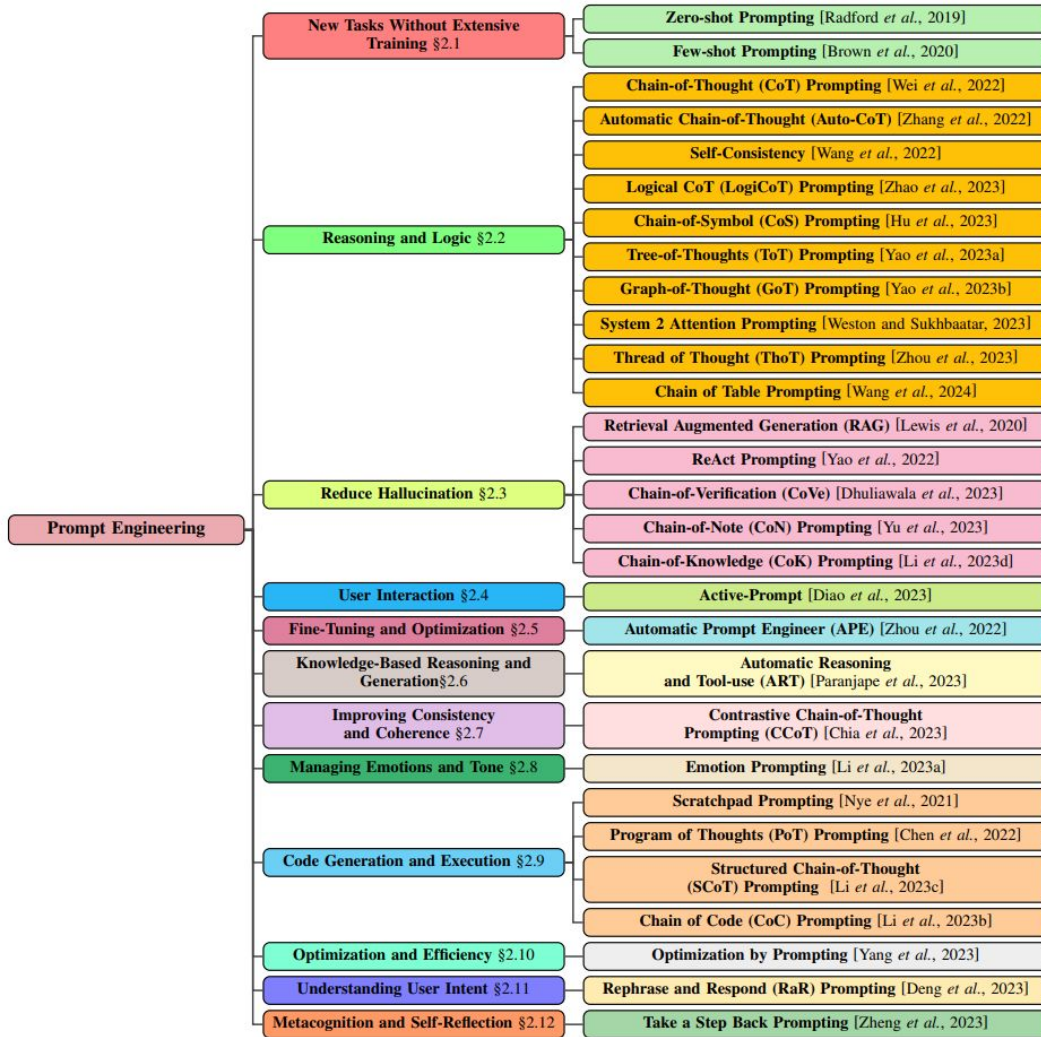 Prompt Engineering
New Tasks Without Extensive
Training §2.1
Zero-shot Prompting [Radford et al., 2019]
Few-shot Prompting [Brown et al., 2020]
Reasoning and Logic §2.2
Chain-of-Thought (CoT) Prompting [Wei et al., 2022]
Automatic Chain-of-Thought (Auto-CoT) [Zhang et al., 2022]
Self-Consistency [Wang et al., 2022]
Logical CoT (LogiCoT) Prompting [Zhao et al., 2023]
Chain-of-Symbol (CoS) Prompting [Hu et al., 2023]
Tree-of-Thoughts (ToT) Prompting [Yao et al., 2023a]
Graph-of-Thought (GoT) Prompting [Yao et al., 2023b]
System 2 Attention Prompting [Weston and Sukhbaatar, 2023]
Thread of Thought (ThoT) Prompting [Zhou et al., 2023]
Chain of Table Prompting [Wang et al., 2024]
Reduce Hallucination §2.3
Retrieval Augmented Generation (RAG) [Lewis et al., 2020]
ReAct Prompting [Yao et al., 2022]
Chain-of-Verification (CoVe) [Dhuliawala et al., 2023]
Chain-of-Note (CoN) Prompting [Yu et al., 2023]
Chain-of-Knowledge (CoK) Prompting [Li et al., 2023d]
User Interaction §2.4
Active-Prompt [Diao et al., 2023]
Fine-Tuning and Optimization §2.5
Automatic Prompt Engineer (APE) [Zhou et al., 2022]
Knowledge-Based Reasoning and
Generation§2.6
Automatic Reasoning
and Tool-use (ART) [Paranjape et al., 2023]
Improving Consistency
and Coherence §2.7
Contrastive Chain-of-Thought
Prompting (CCoT) [Chia et al., 2023]
Managing Emotions and Tone §2.8
Emotion Prompting [Li et al., 2023a]
Code Generation and Execution §2.9
Scratchpad Prompting [Nye et al., 2021]
Program of Thoughts (PoT) Prompting [Chen et al., 2022]
Structured Chain-of-Thought
(SCoT) Prompting [Li et al., 2023c]
Chain of Code (CoC) Prompting [Li et al., 2023b]
Optimization and Efficiency §2.10
Optimization by Prompting [Yang et al., 2023]
Understanding User Intent §2.11
Rephrase and Respond (RaR) Prompting [Deng et al., 2023]
Metacognition and Self-Reflection §2.12
Take a Step Back Prompting [Zheng et al., 2023]